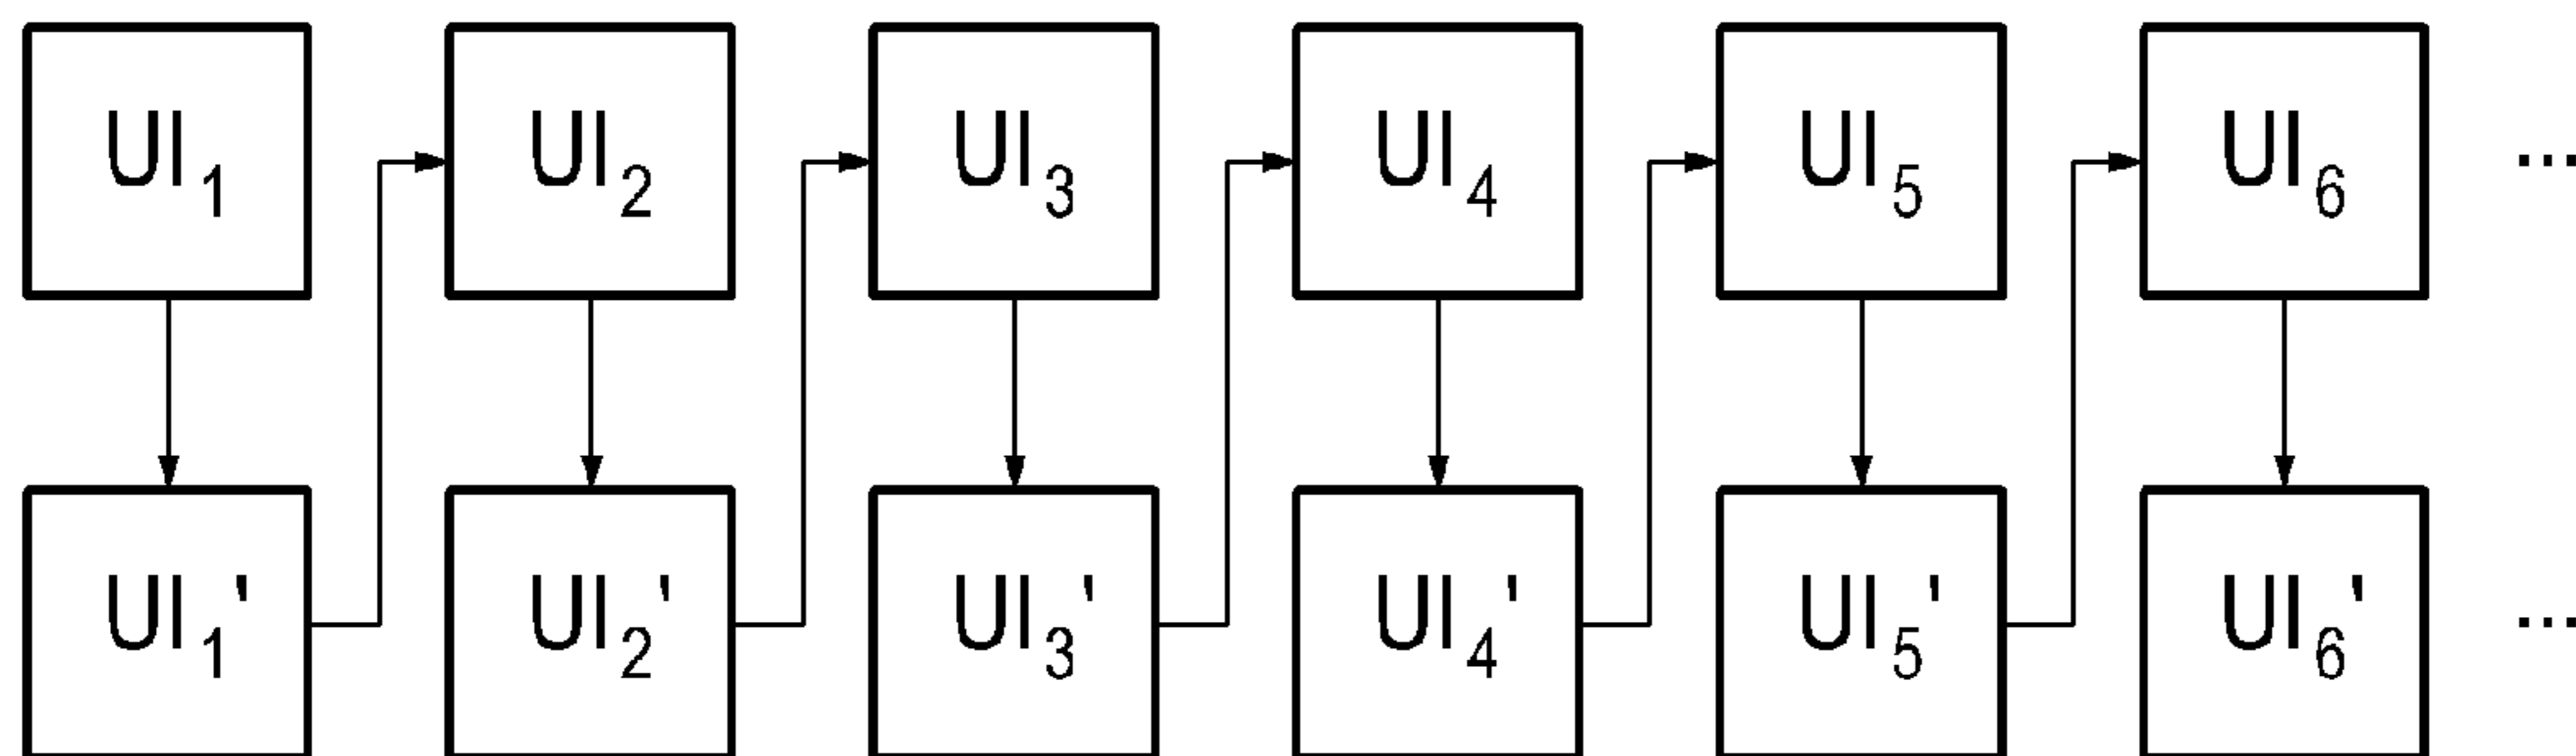 UI₁ UI₂ UI₃ UI₄ UI₅ UI₆ ...
UI₁' UI₂' UI₃' UI₄' UI₅' UI₆' ...